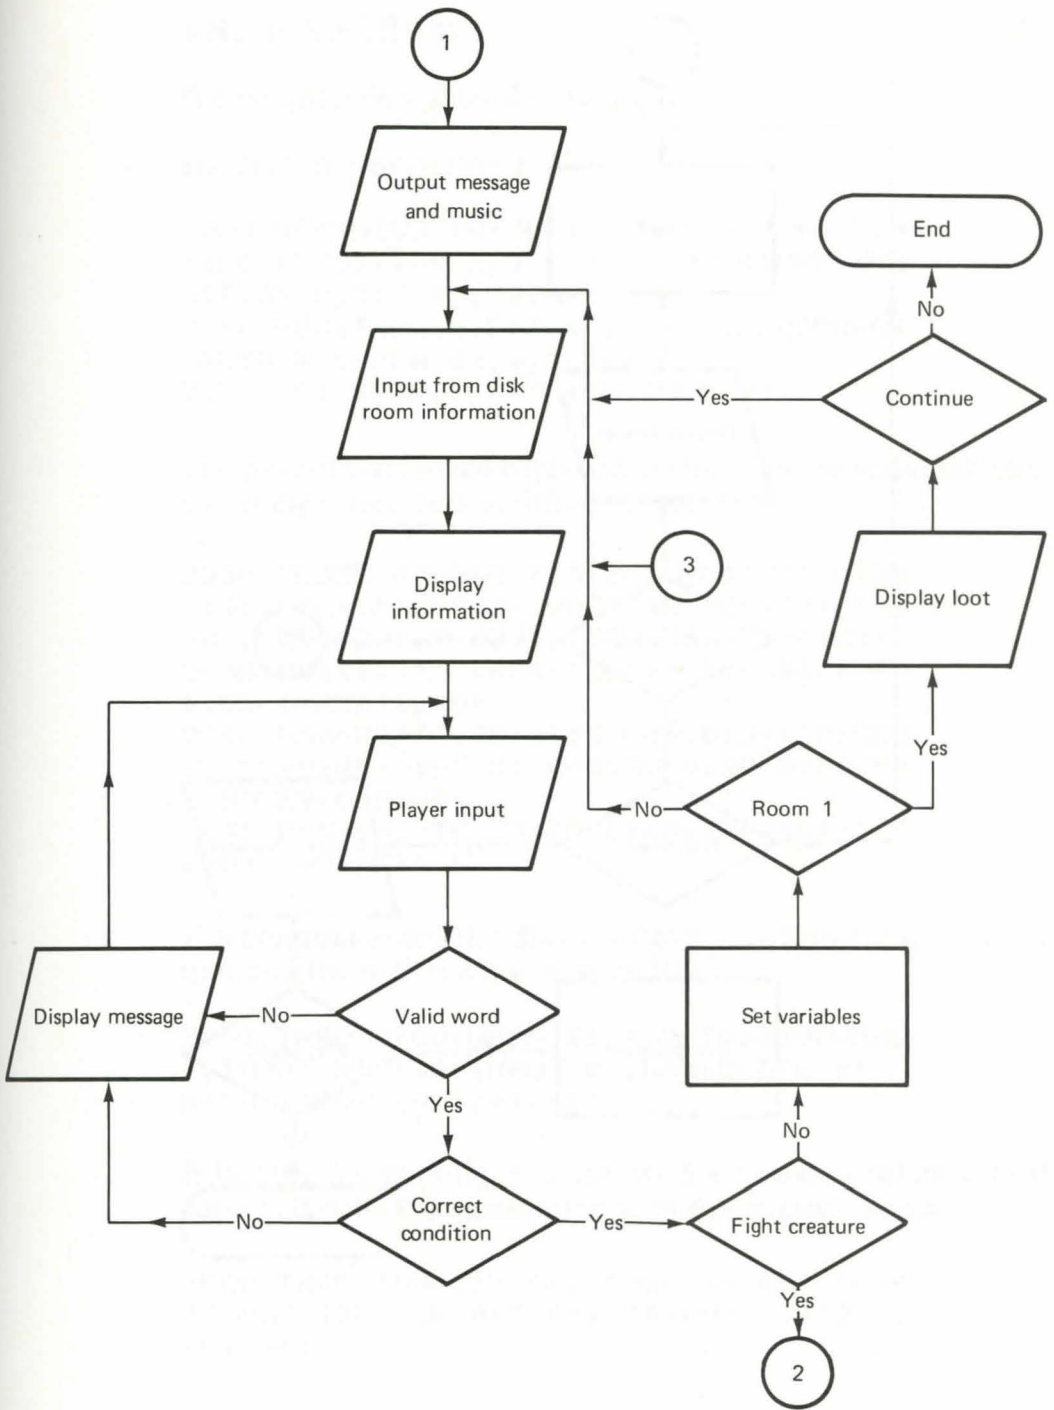 1
Output message
and music
End
No
Input from disk
room information
Yes
Continue
Display
information
3
Display loot
Yes
Player input
No
Room 1
Display message
No
Valid word
Set variables
Yes
No
No
Correct
condition
Yes
Fight creature
Yes
2